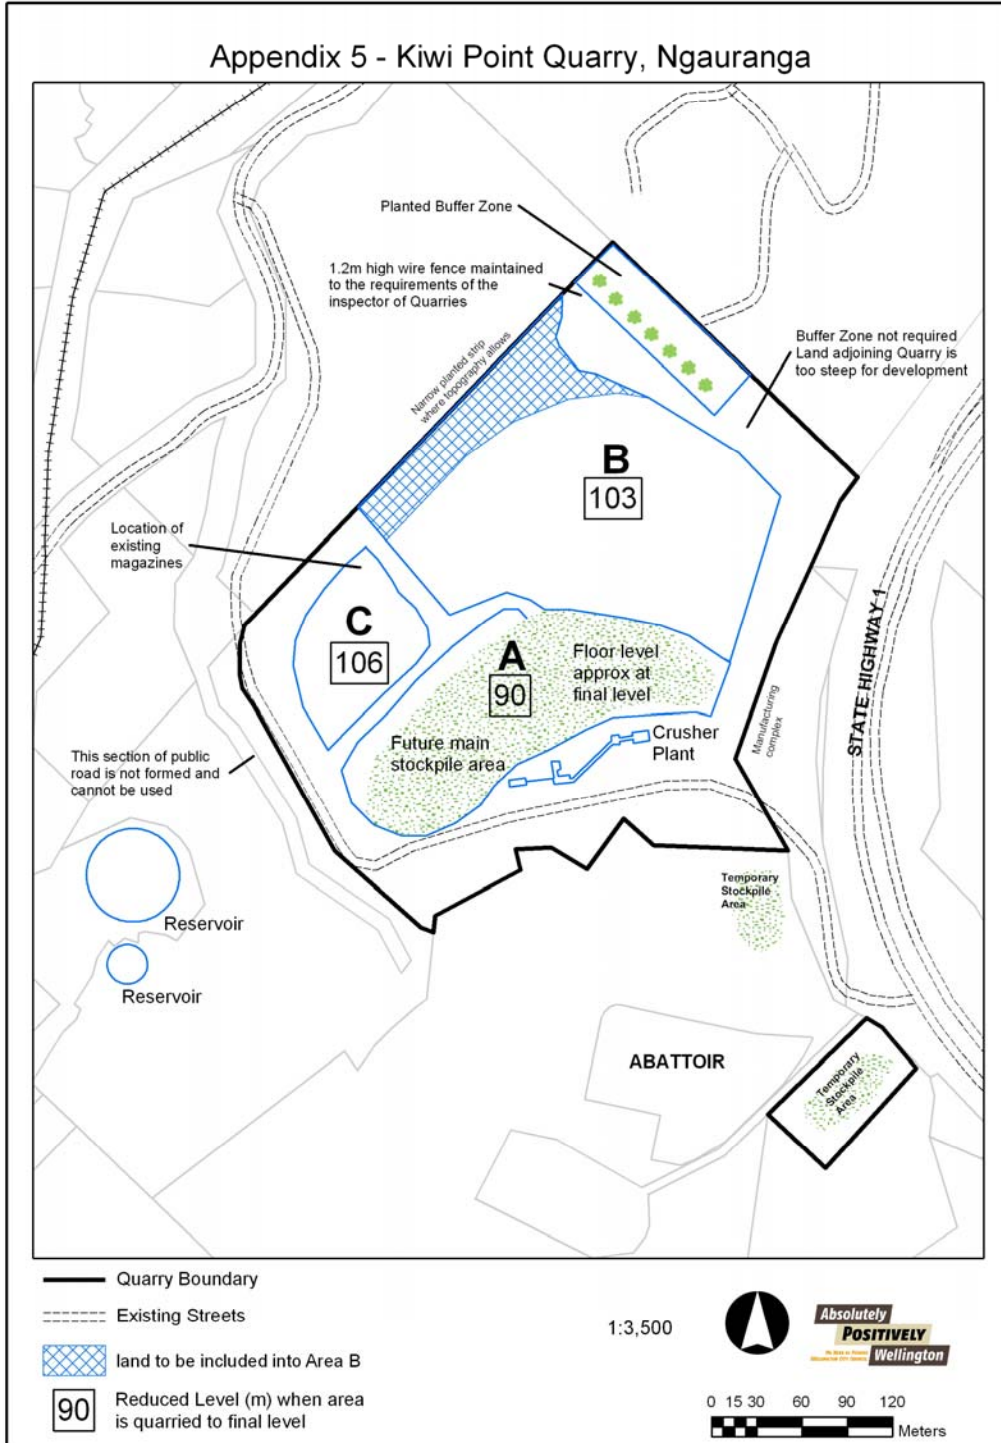 Appendix 5 - Kiwi Point Quarry, Ngauranga
Planted Buffer Zone
1.2m high wire fence maintained
to the requirements of the
inspector of Quarries
Narrow planted strip
where topography allows
Buffer Zone not required
Land adjoining Quarry is
too steep for development
B
103
Location of
existing
magazines
C
106
A
90
Floor level
approx at
final level
Future main
stockpile area
Crusher
Plant
Manufacturing
complex
STATE HIGHWAY 1
This section of public
road is not formed and
cannot be used
Reservoir
Reservoir
Temporary
Stockpile
Area
ABATTOIR
Temporary
Stockpile
Area
Quarry Boundary
Existing Streets
land to be included into Area B
90
Reduced Level (m) when area
is quarried to final level
1:3,500
Absolutely
POSITIVELY
Wellington
WELLINGTON CITY COUNCIL
0 15 30 60 90 120
Meters